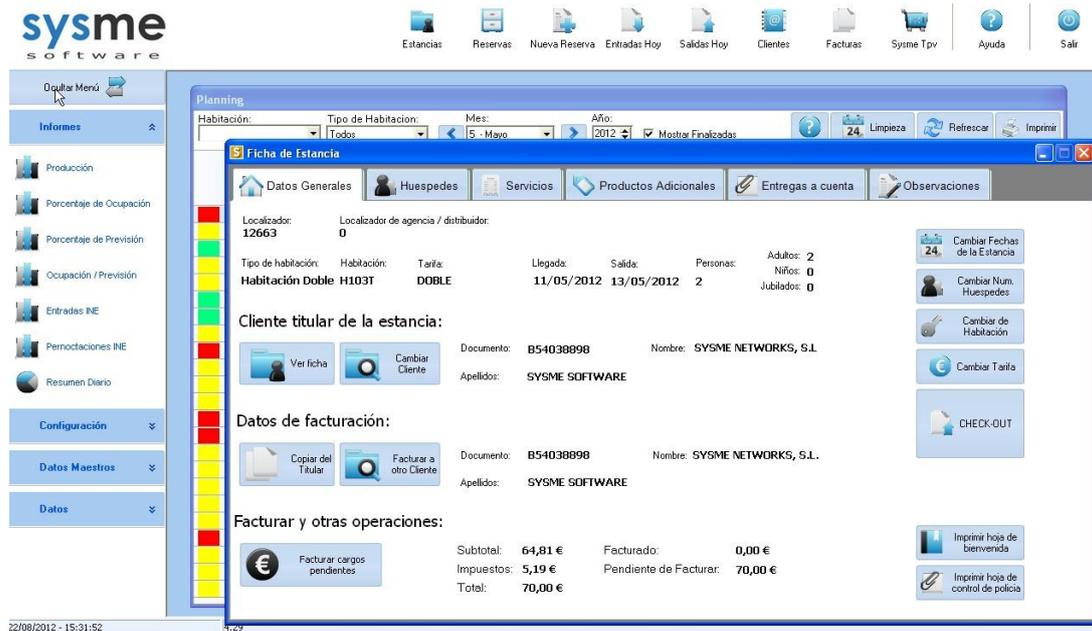 sysme
software
Estancias
Reservas
Nueva Reserva
Entradas Hoy
Salidas Hoy
Clientes
Facturas
Sysme Tpv
Ayuda
Salir
Ocultar Menú
Informes
Producción
Porcentaje de Ocupación
Porcentaje de Previsión
Ocupación / Previsión
Entradas INE
Pernoctaciones INE
Resumen Diario
Configuración
Datos Maestros
Datos
Planning
Habitación:
Tipo de Habitacion:
Mes:
Año:
Todos
5 - Mayo
2012
Mostrar Finalizadas
24
Limpieza
Refrescar
Imprimir
Ficha de Estancia
Datos Generales
Huespedes
Servicios
Productos Adicionales
Entregas a cuenta
Observaciones
Localizador:
Localizador de agencia / distribuidor:
12663
0
Tipo de habitación:
Habitación:
Tarifa:
Llegada:
Salida:
Personas:
Habitación Doble
H103T
DOBLE
11/05/2012
13/05/2012
2
Adultos: 2
Niños: 0
Jubilados: 0
24
Cambiar Fechas
de la Estancia
Cambiar Num.
Huespedes
Cambiar de
Habitación
Cambiar Tarifa
CHECK-OUT
Cliente titular de la estancia:
Ver ficha
Cambiar
Cliente
Documento: B54038898
Nombre: SYSME NETWORKS, S.L
Apellidos: SYSME SOFTWARE
Datos de facturación:
Copiar del
Titular
Facturar a
otro Cliente
Documento: B54038898
Nombre: SYSME NETWORKS, S.L.
Apellidos: SYSME SOFTWARE
Facturar y otras operaciones:
Facturar cargos
pendientes
Subtotal: 64,81 €
Facturado: 0,00 €
Impuestos: 5,19 €
Pendiente de Facturar: 70,00 €
Total: 70,00 €
Imprimir hoja de
bienvenida
Imprimir hoja de
control de policia
22/08/2012 - 15:31:52
4.29